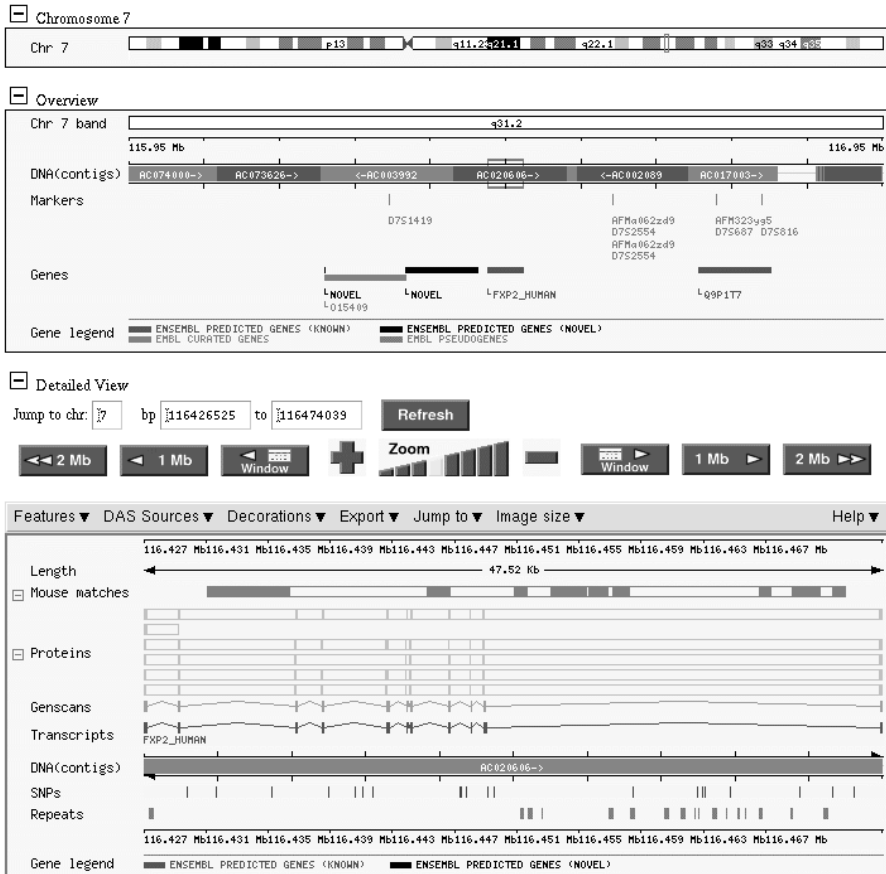 Chromosome 7
Chr 7 p13 q11.23 q21.1 q22.1 q33 q34 q35
Overview
Chr 7 band q31.2
115.95 Mb 116.95 Mb
DNA(contigs) AC074000-> AC073626-> <-AC003992 AC020606-> <-AC002089 AC017003->
Markers
D7S1419 AFMa062zd9 AFM323yg5
D7S2554 D7S687 D7S816
AFMa062zd9
D7S2554
Genes
NOVEL NOVEL FXP2_HUMAN Q9P1T7
O15409
Gene legend ENSEMBL PREDICTED GENES (KNOWN) ENSEMBL PREDICTED GENES (NOVEL)
EMBL CURATED GENES EMBL PSEUDOGENES
Detailed View
Jump to chr: 7 bp 116426525 to 116474039 Refresh
2 Mb 1 Mb Window Zoom Window 1 Mb 2 Mb
Features DAS Sources Decorations Export Jump to Image size Help
116.427 Mb 116.431 Mb 116.435 Mb 116.439 Mb 116.443 Mb 116.447 Mb 116.451 Mb 116.455 Mb 116.459 Mb 116.463 Mb 116.467 Mb
Length 47.52 Kb
Mouse matches
Proteins
Genscans
Transcripts
FXP2_HUMAN
DNA(contigs) AC020606->
SNPs
Repeats
116.427 Mb 116.431 Mb 116.435 Mb 116.439 Mb 116.443 Mb 116.447 Mb 116.451 Mb 116.455 Mb 116.459 Mb 116.463 Mb 116.467 Mb
Gene legend ENSEMBL PREDICTED GENES (KNOWN) ENSEMBL PREDICTED GENES (NOVEL)